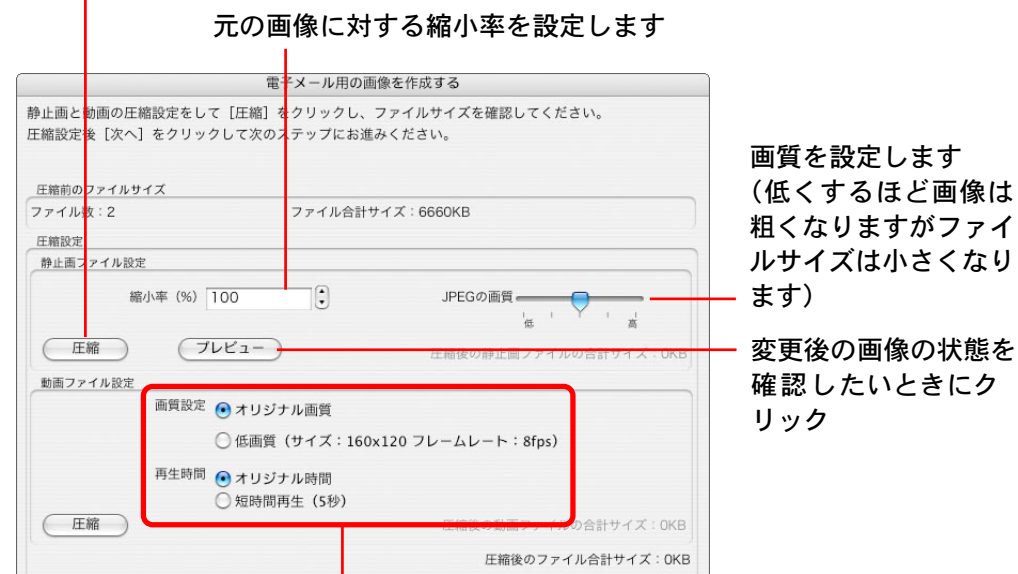 元の画像に対する縮小率を設定します
電子メール用の画像を作成する
静止画と動画の圧縮設定をして［圧縮］をクリックし、ファイルサイズを確認してください。
圧縮設定後［次へ］をクリックして次のステップにお進みください。
圧縮前のファイルサイズ
ファイル数：2
ファイル合計サイズ：6660KB
圧縮設定
静止画ファイル設定
縮小率（%）
100
JPEGの画質
低
高
圧縮
プレビュー
圧縮後の静止画ファイルの合計サイズ：0KB
動画ファイル設定
画質設定
オリジナル画質
低画質（サイズ：160x120 フレームレート：8fps）
再生時間
オリジナル時間
短時間再生（5秒）
圧縮
圧縮後の動画ファイルの合計サイズ：0KB
圧縮後のファイル合計サイズ：0KB
画質を設定します
（低くするほど画像は
粗くなりますがファイ
ルサイズは小さくなり
ます）
変更後の画像の状態を
確認したいときにク
リック